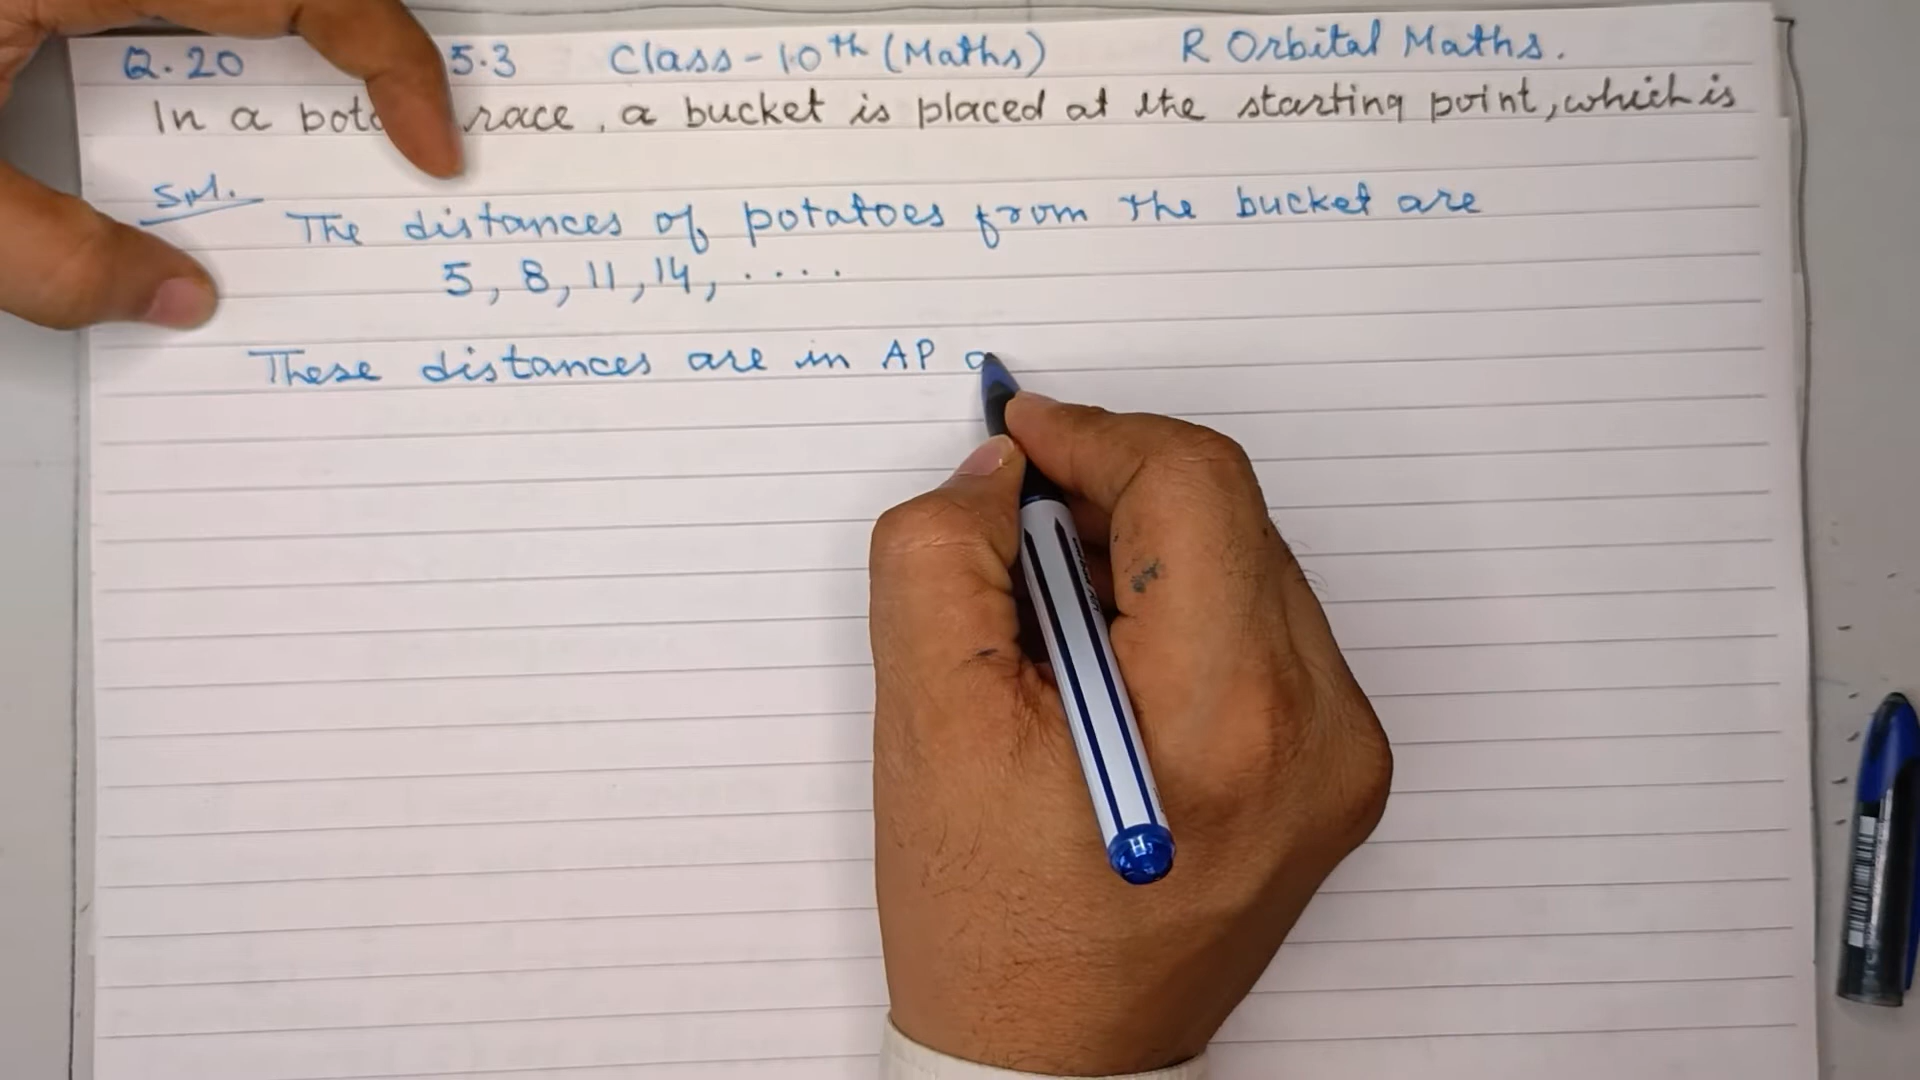 Q.20 5.3 Class-10th (Maths) R Orbital Maths.
In a race, a bucket is placed at the starting point, which is
Sol.
The distances of potatoes from the bucket are
5, 8, 11, 14, ....
These distances are in AP